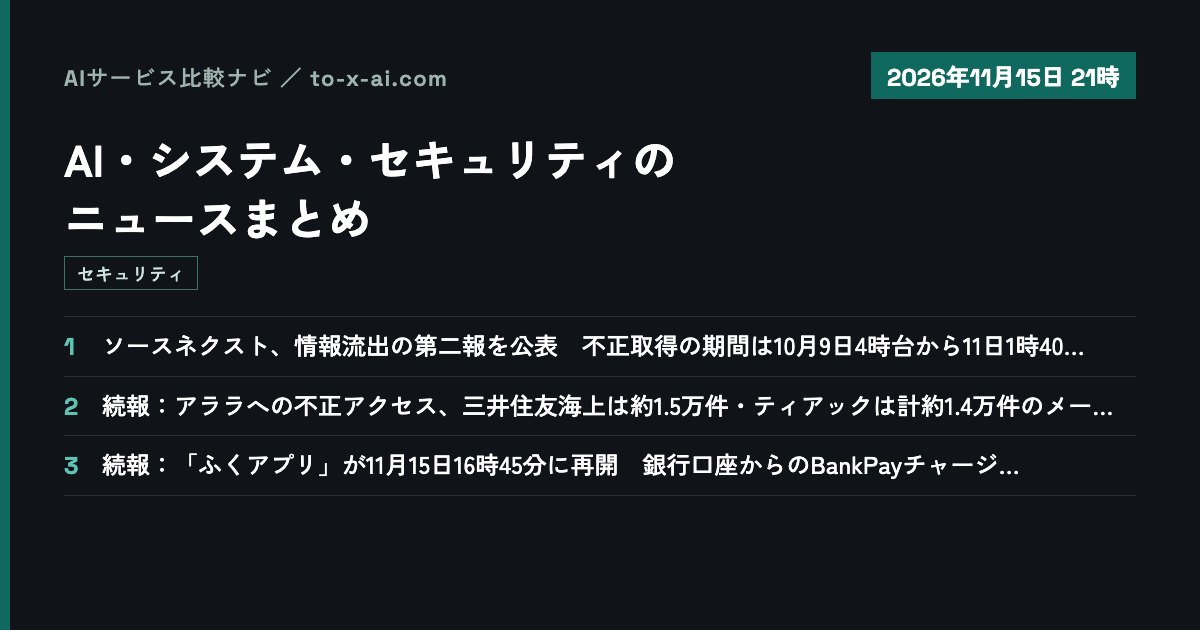 AIサービス比較ナビ ／ to-x-ai.com
2026年11月15日 21時
AI・システム・セキュリティの
ニュースまとめ
セキュリティ
1 ソースネクスト、情報流出の第二報を公表　不正取得の期間は10月9日4時台から11日1時40...
2 続報：アララへの不正アクセス、三井住友海上は約1.5万件・ティアックは計約1.4万件のメー...
3 続報：「ふくアプリ」が11月15日16時45分に再開　銀行口座からのBankPayチャージ...